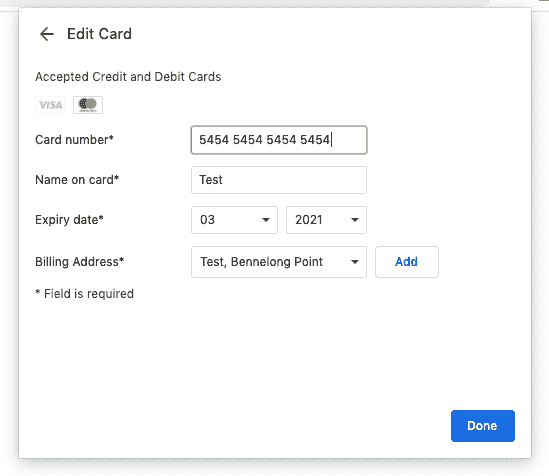 Edit Card
Accepted Credit and Debit Cards
VISA
Card number* 5454 5454 5454 5454
Name on card* Test
Expiry date* 03 2021
Billing Address* Test, Bennelong Point Add
* Field is required
Done